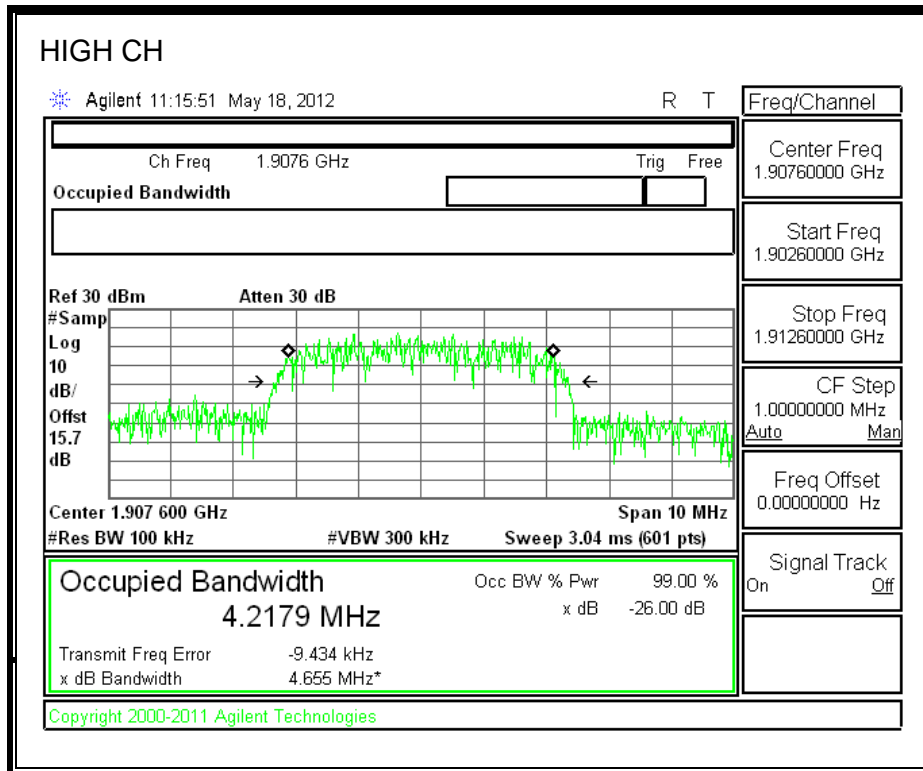 HIGH CH
Agilent 11:15:51 May 18, 2012 R T
Freq/Channel
Ch Freq 1.9076 GHz Trig Free
Occupied Bandwidth
Center Freq
1.90760000 GHz
Start Freq
1.90260000 GHz
Stop Freq
1.91260000 GHz
CF Step
1.00000000 MHz
Auto Man
Freq Offset
0.00000000 Hz
Signal Track
On Off
Ref 30 dBm Atten 30 dB
#Samp
Log
10
dB/
Offst
15.7
dB
Center 1.907 600 GHz Span 10 MHz
#Res BW 100 kHz #VBW 300 kHz Sweep 3.04 ms (601 pts)
Occupied Bandwidth Occ BW % Pwr 99.00 %
4.2179 MHz x dB -26.00 dB
Transmit Freq Error -9.434 kHz
x dB Bandwidth 4.655 MHz*
Copyright 2000-2011 Agilent Technologies